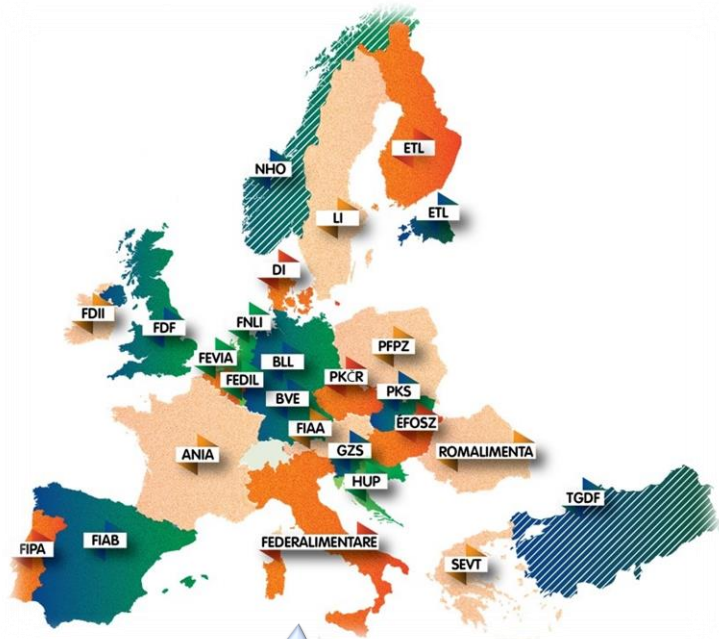 ETL
NHO
ETL
LI
DI
FDII
FNLI
FDF
PFPZ
FEVIA
BLL
FEDIL
PKČR
PKS
BVE
ÉFOSZ
FIAA
GZS
ROMALIMENTA
ANIA
HUP
TGDF
FIAB
FEDERALIMENTARE
FIPA
SEVT